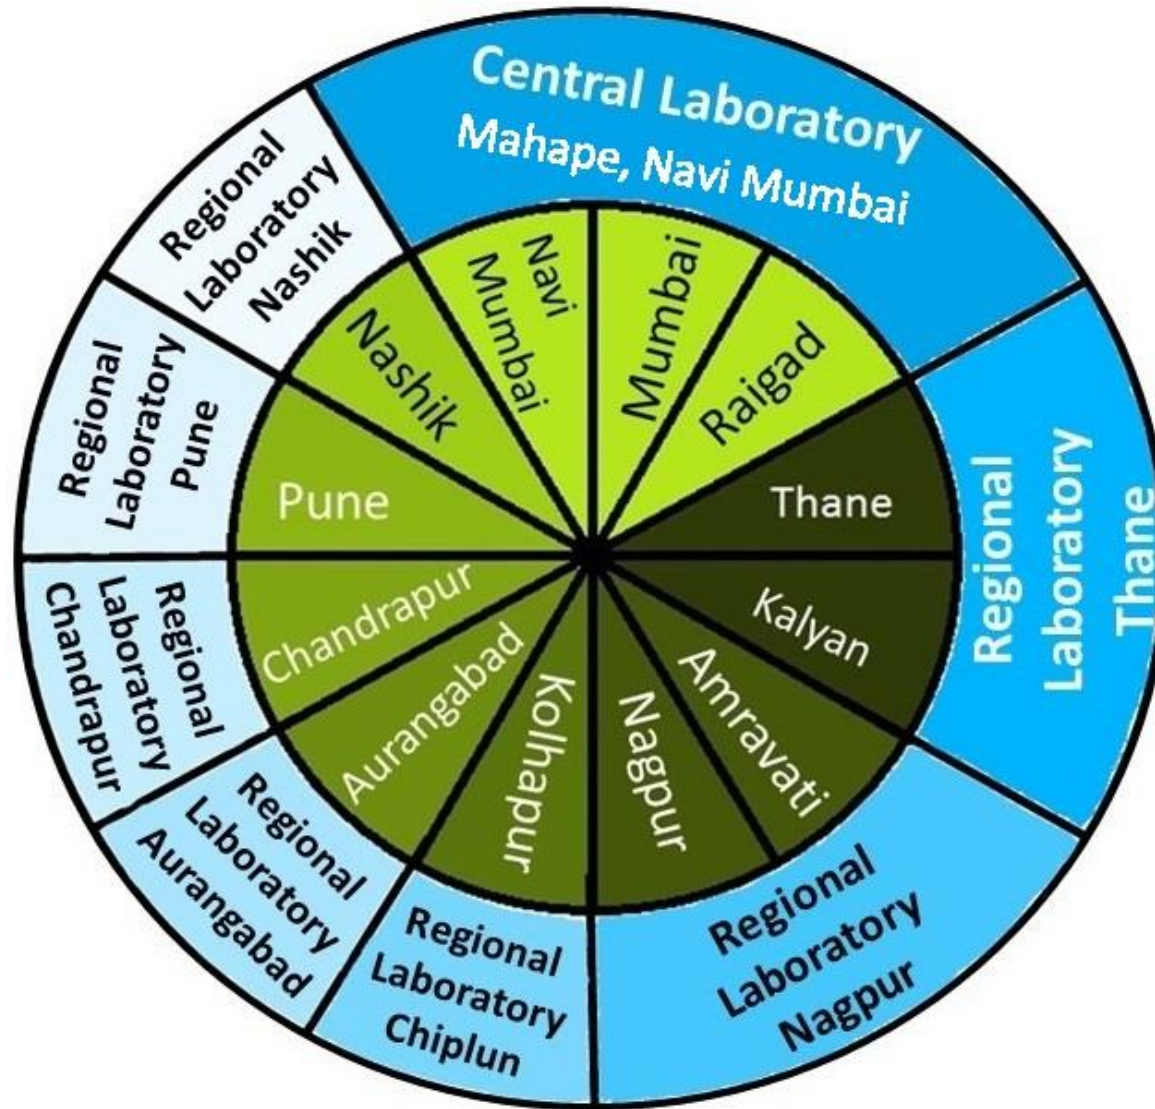 Central Laboratory
Mahape, Navi Mumbai
Regional
Laboratory
Thane
Regional
Laboratory
Nagpur
Regional
Laboratory
Chiplun
Regional
Laboratory
Aurangabad
Regional
Laboratory
Chandrapur
Regional
Laboratory
Pune
Regional
Laboratory
Nashik
Navi
Mumbai
Mumbai
Raigad
Thane
Kalyan
Amravati
Nagpur
Kolhapur
Aurangabad
Chandrapur
Pune
Nashik